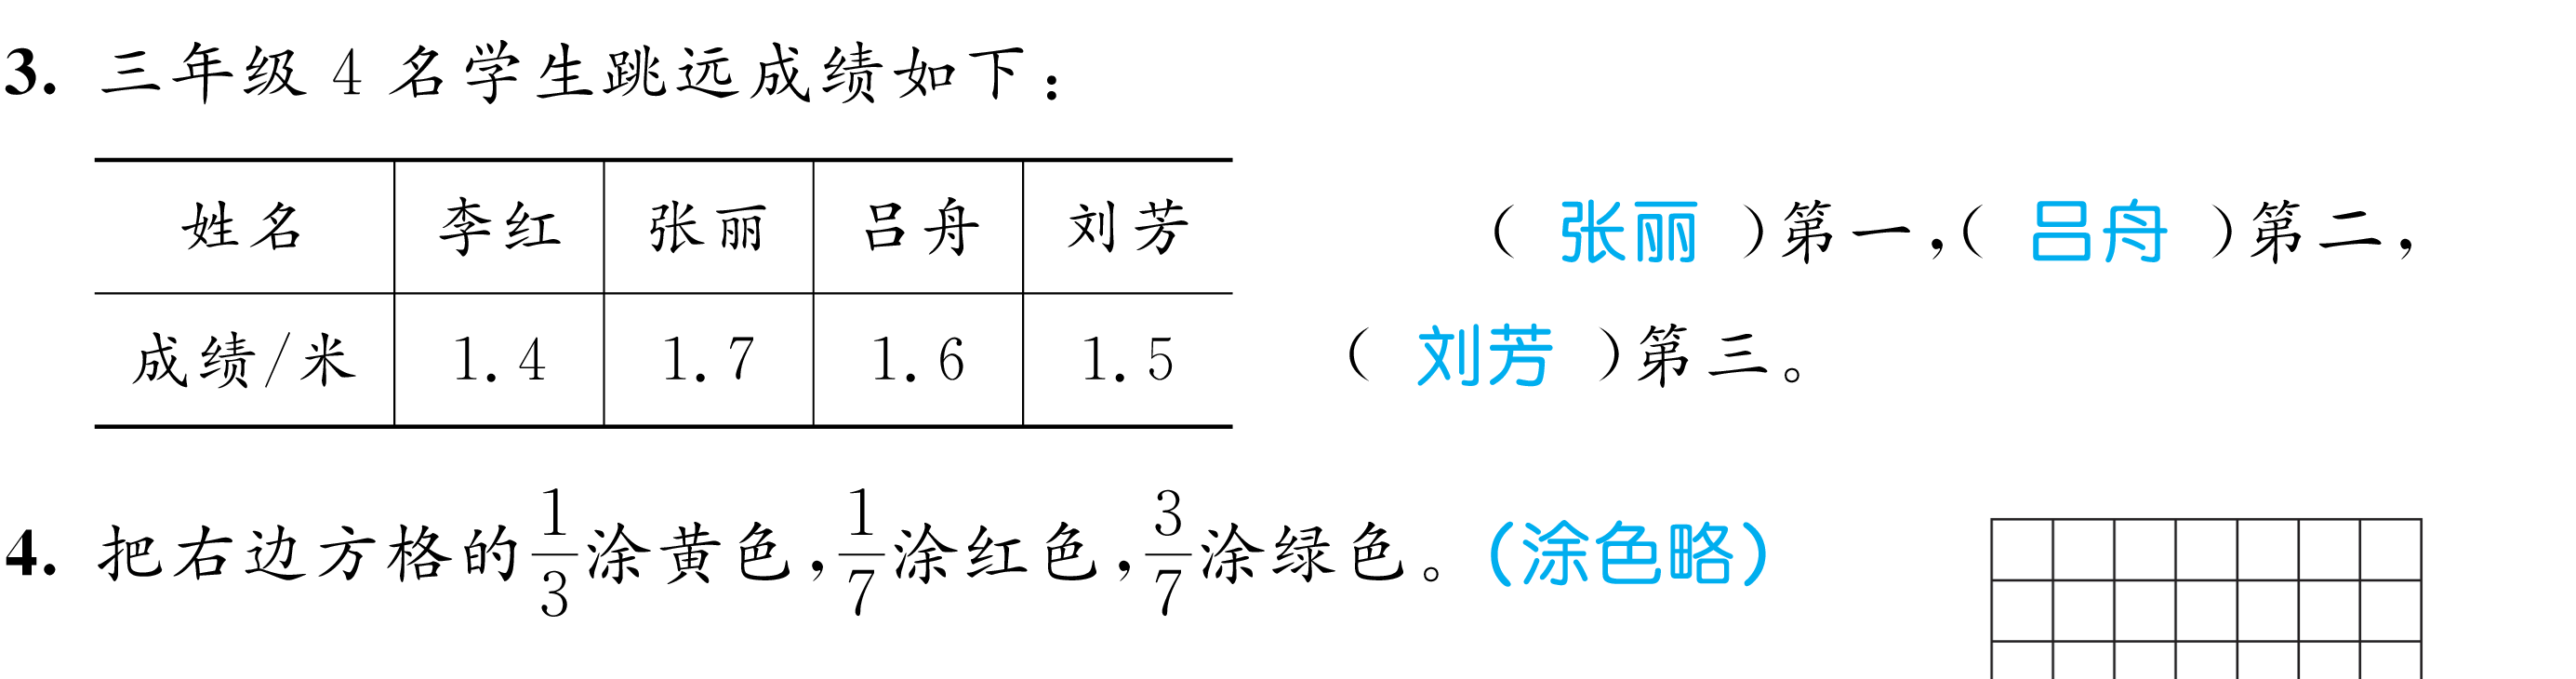 3. 三年级 4 名学生跳远成绩如下：
姓名 李红 张丽 吕舟 刘芳
成绩/米 1.4 1.7 1.6 1.5
（ 张丽 ）第一,（ 吕舟 ）第二,
（ 刘芳 ）第三。
4. 把右边方格的1/3涂黄色,1/7涂红色,3/7涂绿色。(涂色略)